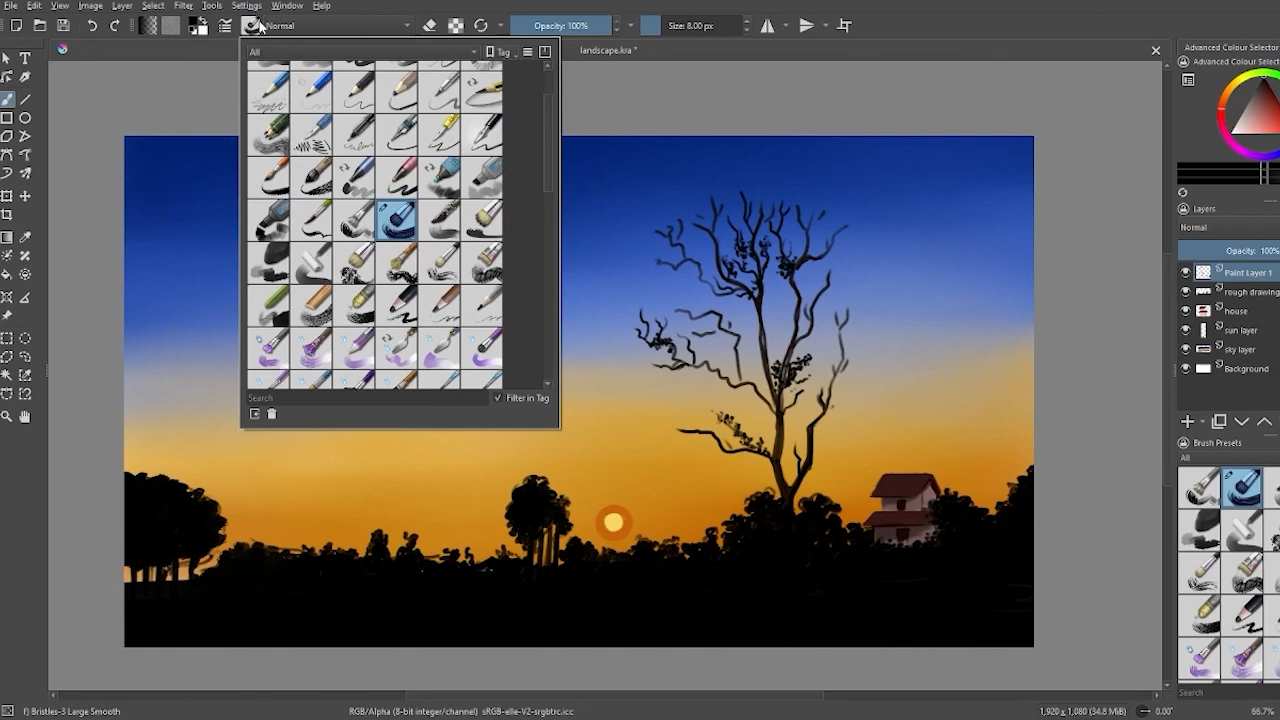 File Edit View Image Layer Select Filter Tools Settings Window Help
Normal
Opacity: 100%
Size: 8.00 px
landscape.kra *
All
Tag
Search
Filter in Tag
Advanced Colour Selector
Advanced Colour Selec
Layers
Normal
Opacity: 100%
Paint Layer 1
rough drawing
house
sun layer
sky layer
Background
Brush Presets
All
Search
f) Bristles-3 Large Smooth
RGB/Alpha (8-bit integer/channel) sRGB-elle-V2-srgbtrc.icc
1,920 x 1,080 (34.8 MiB)
0.00°
66.7%